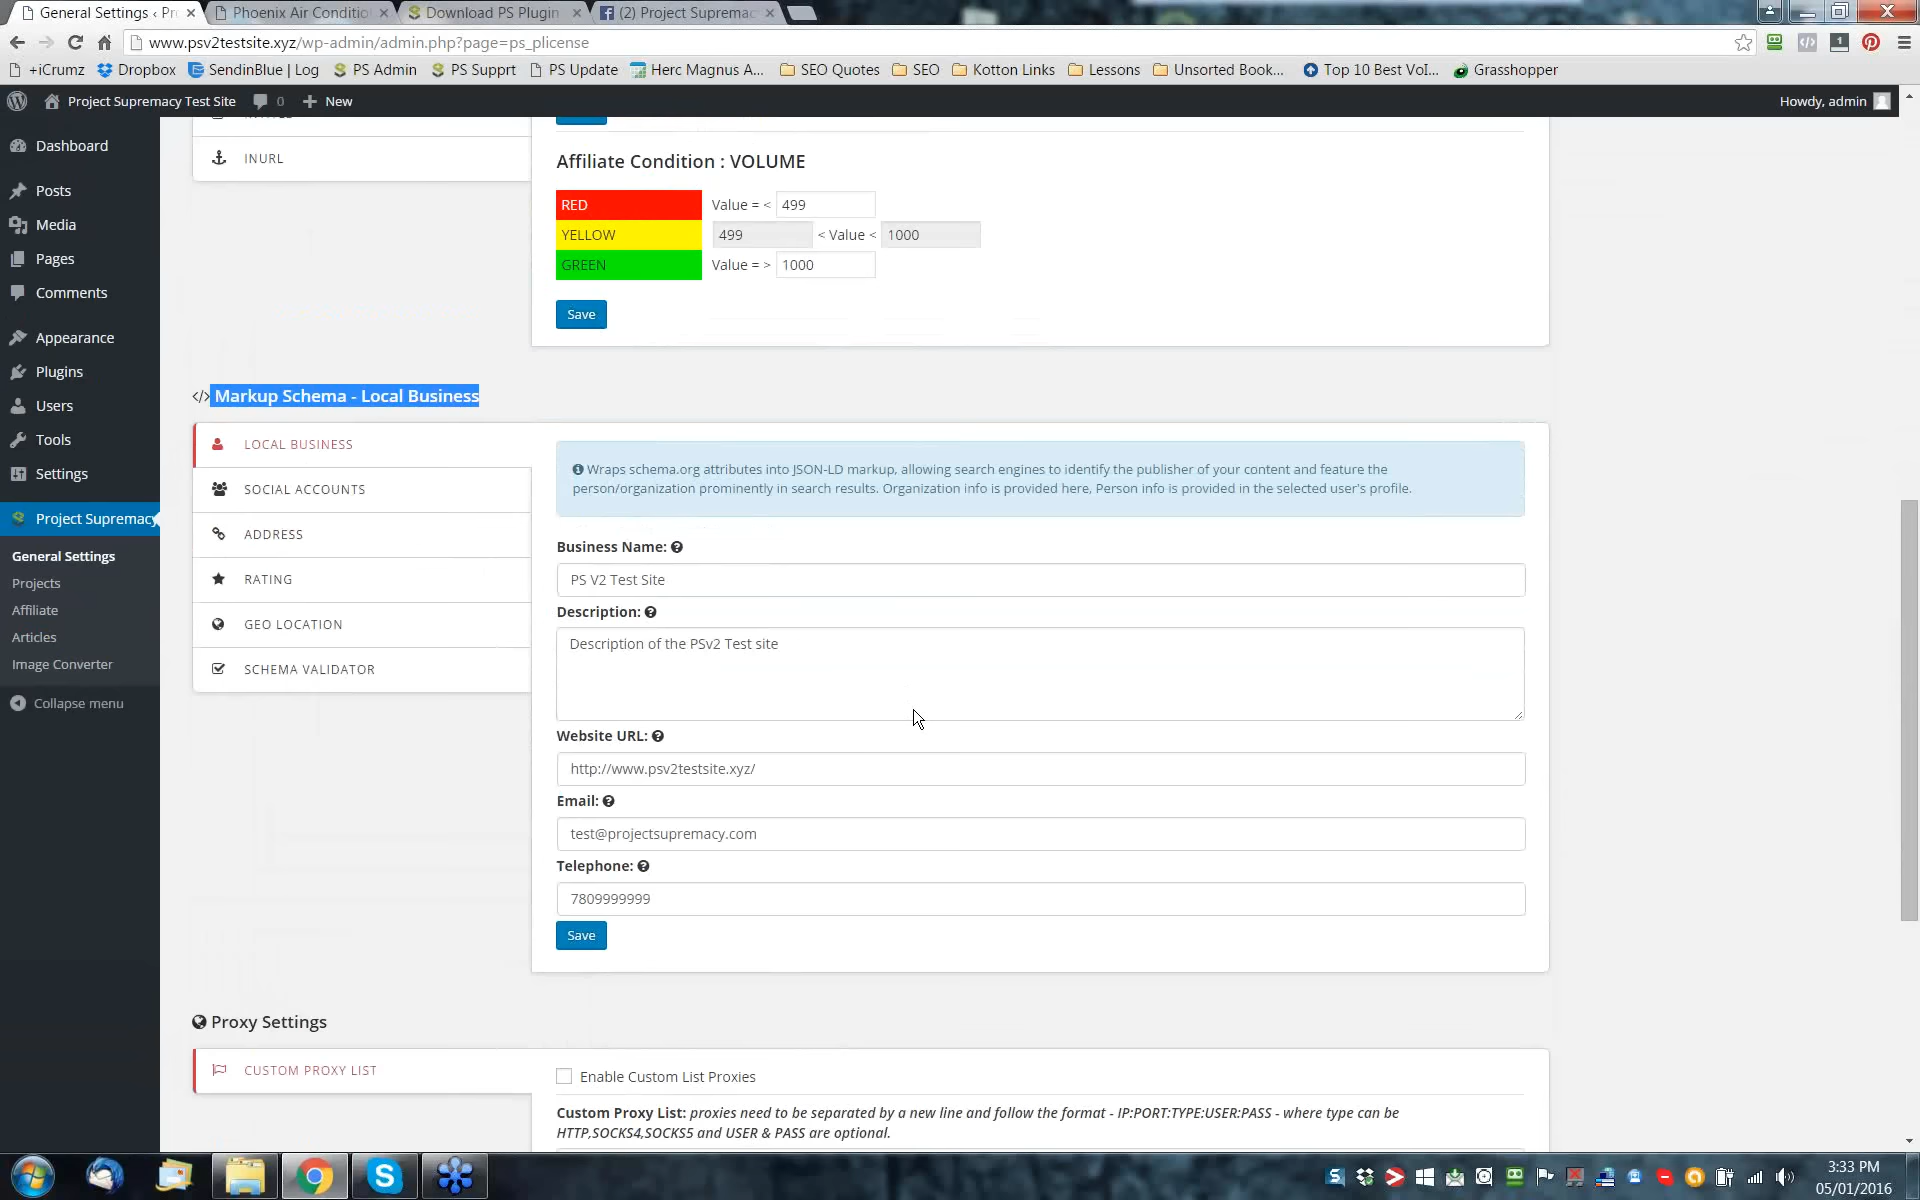 General Settings ‹ Pr
Phoenix Air Conditio
Download PS Plugin
(2) Project Supremac
www.psv2testsite.xyz/wp-admin/admin.php?page=ps_plicense
1
+iCrumz
Dropbox
SendinBlue | Log
PS Admin
PS Supprt
PS Update
Herc Magnus A...
SEO Quotes
SEO
Kotton Links
Lessons
Unsorted Book...
Top 10 Best VoI...
Grasshopper
Project Supremacy Test Site
0
New
Howdy, admin
Dashboard
Posts
Media
Pages
Comments
Appearance
Plugins
Users
Tools
Settings
Project Supremacy
General Settings
Projects
Affiliate
Articles
Image Converter
Collapse menu
INURL
Affiliate Condition : VOLUME
RED
Value = <
499
YELLOW
499
< Value <
1000
GREEN
Value = >
1000
Save
</> Markup Schema - Local Business
LOCAL BUSINESS
SOCIAL ACCOUNTS
ADDRESS
RATING
GEO LOCATION
SCHEMA VALIDATOR
Wraps schema.org attributes into JSON-LD markup, allowing search engines to identify the publisher of your content and feature the
person/organization prominently in search results. Organization info is provided here, Person info is provided in the selected user's profile.
Business Name:
PS V2 Test Site
Description:
Description of the PSv2 Test site
Website URL:
http://www.psv2testsite.xyz/
Email:
test@projectsupremacy.com
Telephone:
7809999999
Save
Proxy Settings
CUSTOM PROXY LIST
Enable Custom List Proxies
Custom Proxy List: proxies need to be separated by a new line and follow the format - IP:PORT:TYPE:USER:PASS - where type can be
HTTP,SOCKS4,SOCKS5 and USER & PASS are optional.
3:33 PM
05/01/2016